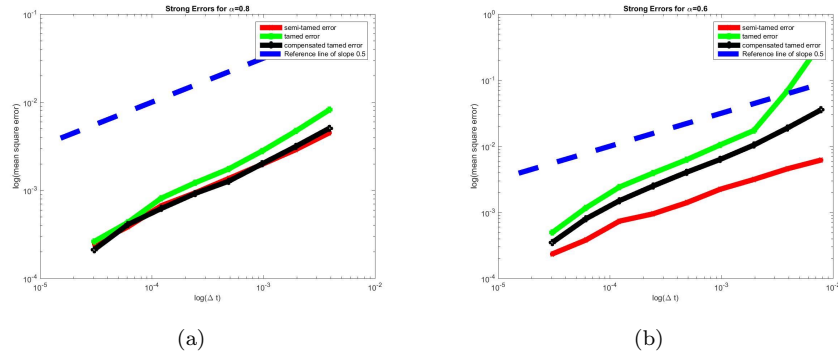 Strong Errors for α=0.8
semi-tamed error
tamed error
compensated tamed error
Reference line of slope 0.5
log(mean square error)
10^-1
10^-2
10^-3
10^-4
10^-5
10^-4
10^-3
10^-2
log(Δ t)
(a)
Strong Errors for α=0.6
semi-tamed error
tamed error
compensated tamed error
Reference line of slope 0.5
log(mean square error)
10^0
10^-1
10^-2
10^-3
10^-4
10^-5
10^-4
10^-3
10^-2
log(Δ t)
(b)